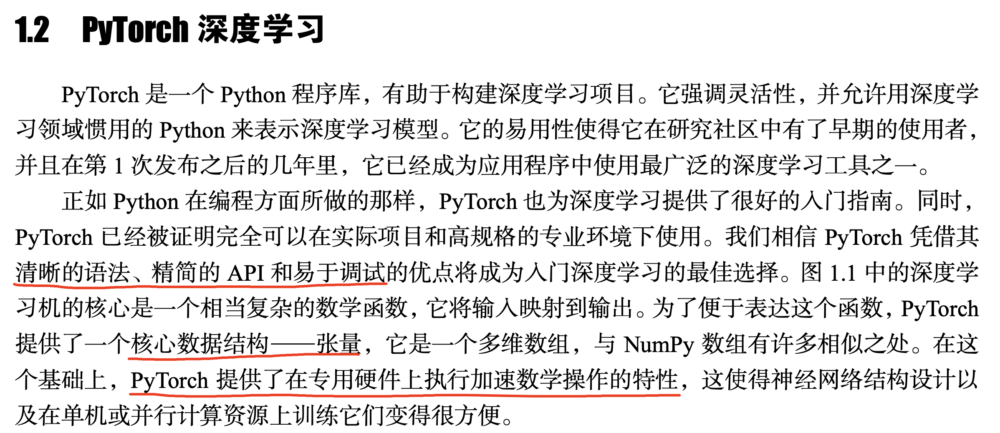 1.2 PyTorch 深度学习
PyTorch 是一个 Python 程序库，有助于构建深度学习项目。它强调灵活性，并允许用深度学
习领域惯用的 Python 来表示深度学习模型。它的易用性使得它在研究社区中有了早期的使用者，
并且在第 1 次发布之后的几年里，它已经成为应用程序中使用最广泛的深度学习工具之一。
正如 Python 在编程方面所做的那样，PyTorch 也为深度学习提供了很好的入门指南。同时，
PyTorch 已经被证明完全可以在实际项目和高规格的专业环境下使用。我们相信 PyTorch 凭借其
清晰的语法、精简的 API 和易于调试的优点将成为入门深度学习的最佳选择。图 1.1 中的深度学
习机的核心是一个相当复杂的数学函数，它将输入映射到输出。为了便于表达这个函数，PyTorch
提供了一个核心数据结构——张量，它是一个多维数组，与 NumPy 数组有许多相似之处。在这
个基础上，PyTorch 提供了在专用硬件上执行加速数学操作的特性，这使得神经网络结构设计以
及在单机或并行计算资源上训练它们变得很方便。